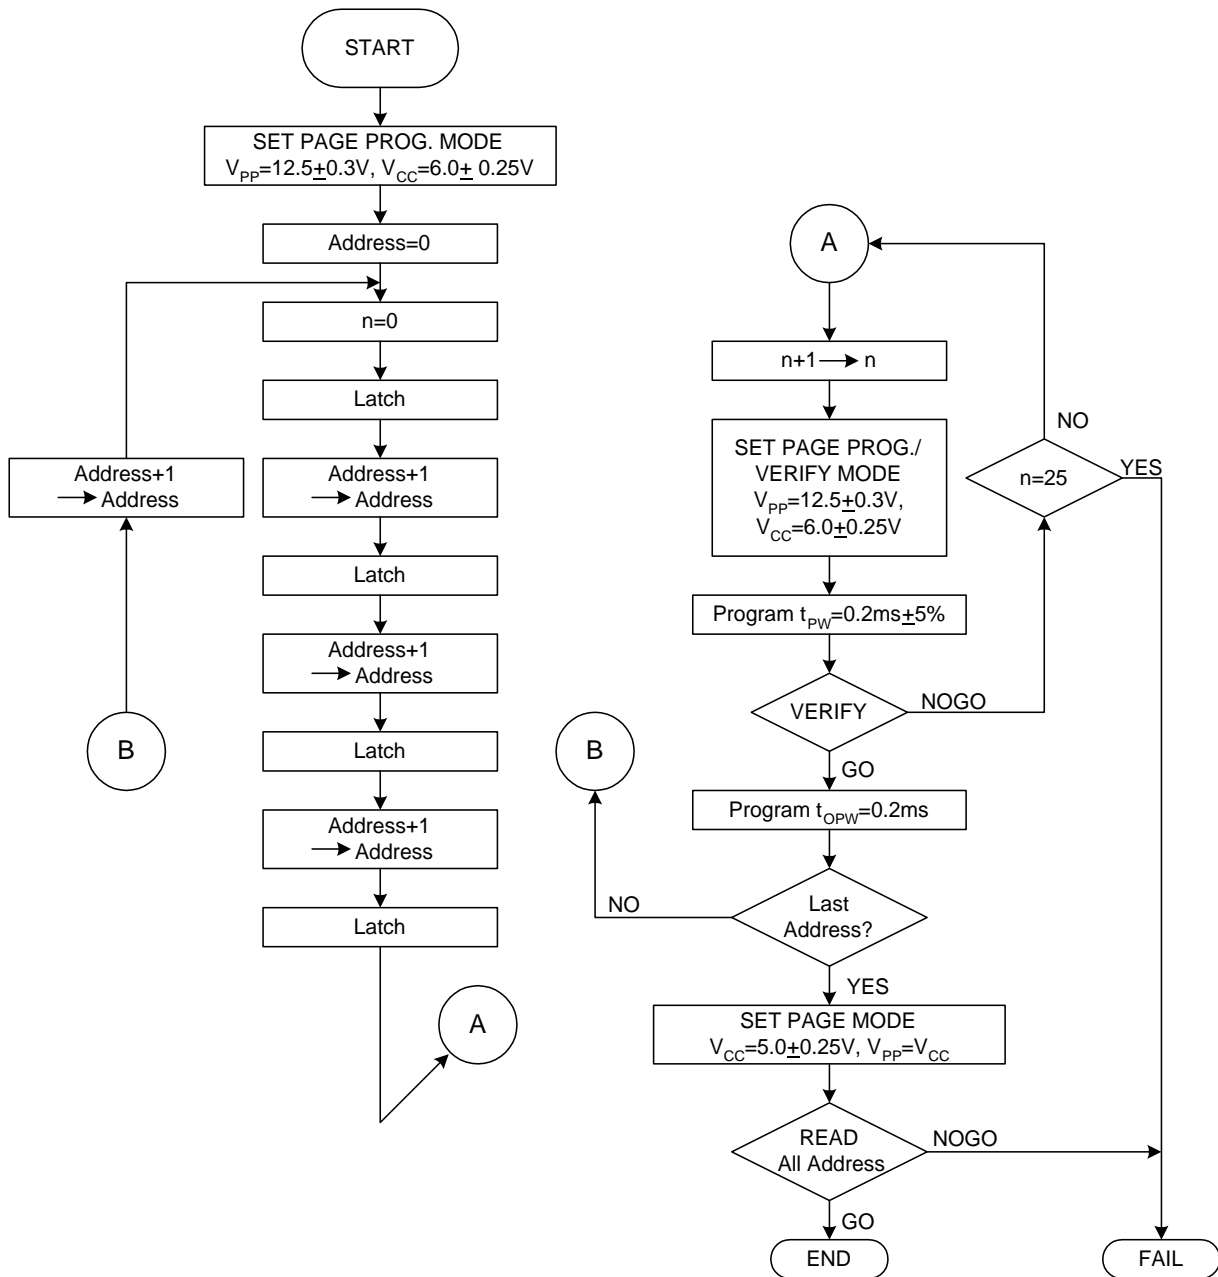 START
SET PAGE PROG. MODE
V_PP=12.5±0.3V, V_CC=6.0± 0.25V
Address=0
n=0
Latch
Address+1
→ Address
Latch
Address+1
→ Address
Latch
Address+1
→ Address
Latch
A
Address+1
→ Address
B
A
n+1 → n
SET PAGE PROG./
VERIFY MODE
V_PP=12.5±0.3V,
V_CC=6.0±0.25V
Program t_PW=0.2ms±5%
VERIFY
NOGO
GO
n=25
NO
YES
Program t_OPW=0.2ms
Last
Address?
NO
B
YES
SET PAGE MODE
V_CC=5.0±0.25V, V_PP=V_CC
READ
All Address
NOGO
GO
END
FAIL